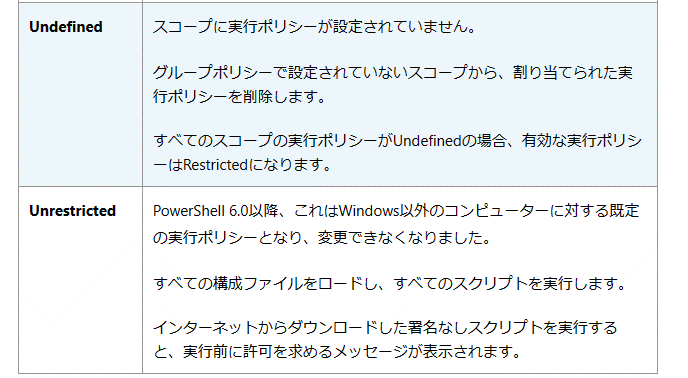 Undefined
スコープに実行ポリシーが設定されていません。
グループポリシーで設定されていないスコープから、割り当てられた実
行ポリシーを削除します。
すべてのスコープの実行ポリシーがUndefinedの場合、有効な実行ポリシ
ーはRestrictedになります。
Unrestricted
PowerShell 6.0以降、これはWindows以外のコンピューターに対する既定
の実行ポリシーとなり、変更できなくなりました。
すべての構成ファイルをロードし、すべてのスクリプトを実行します。
インターネットからダウンロードした署名なしスクリプトを実行する
と、実行前に許可を求めるメッセージが表示されます。